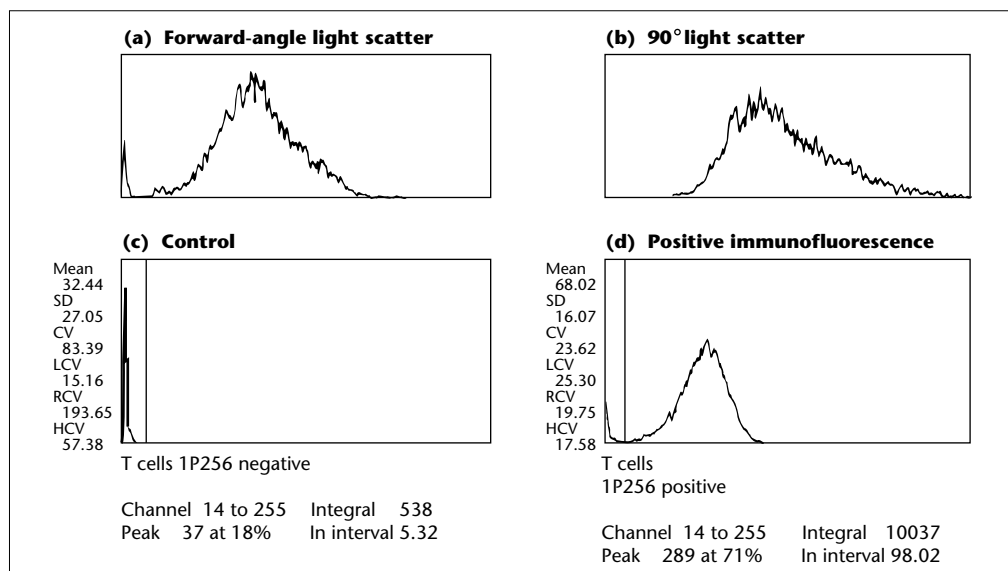 (a) Forward-angle light scatter
(b) 90° light scatter
(c) Control
Mean
32.44
SD
27.05
CV
83.39
LCV
15.16
RCV
193.65
HCV
57.38
T cells 1P256 negative
Channel 14 to 255 Integral 538
Peak 37 at 18% In interval 5.32
(d) Positive immunofluorescence
Mean
68.02
SD
16.07
CV
23.62
LCV
25.30
RCV
19.75
HCV
17.58
T cells
1P256 positive
Channel 14 to 255 Integral 10037
Peak 289 at 71% In interval 98.02